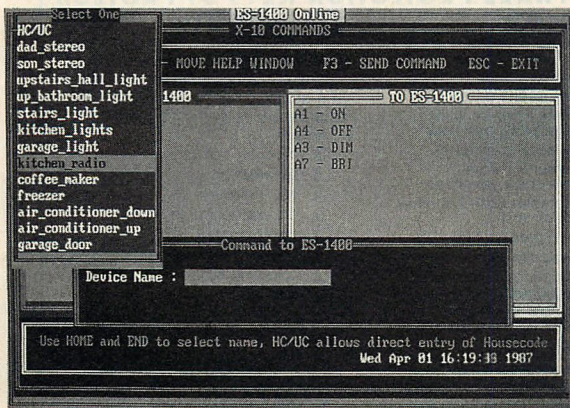 Select One
HC/UC
dad_stereo
son_stereo
upstairs_hall_light
up_bathroom_light
stairs_light
kitchen_lights
garage_light
kitchen_radio
coffee_maker
freezer
air_conditioner_down
air_conditioner_up
garage_door
ES-1400 Online
X-10 COMMANDS
- MOVE HELP WINDOW F3 - SEND COMMAND ESC - EXIT
1400
TO ES-1400
A1 - ON
A4 - OFF
A3 - DIM
A7 - BRI
Command to ES-1400
Device Name :
Use HOME and END to select name, HC/UC allows direct entry of Housecode
Wed Apr 01 16:19:38 1987